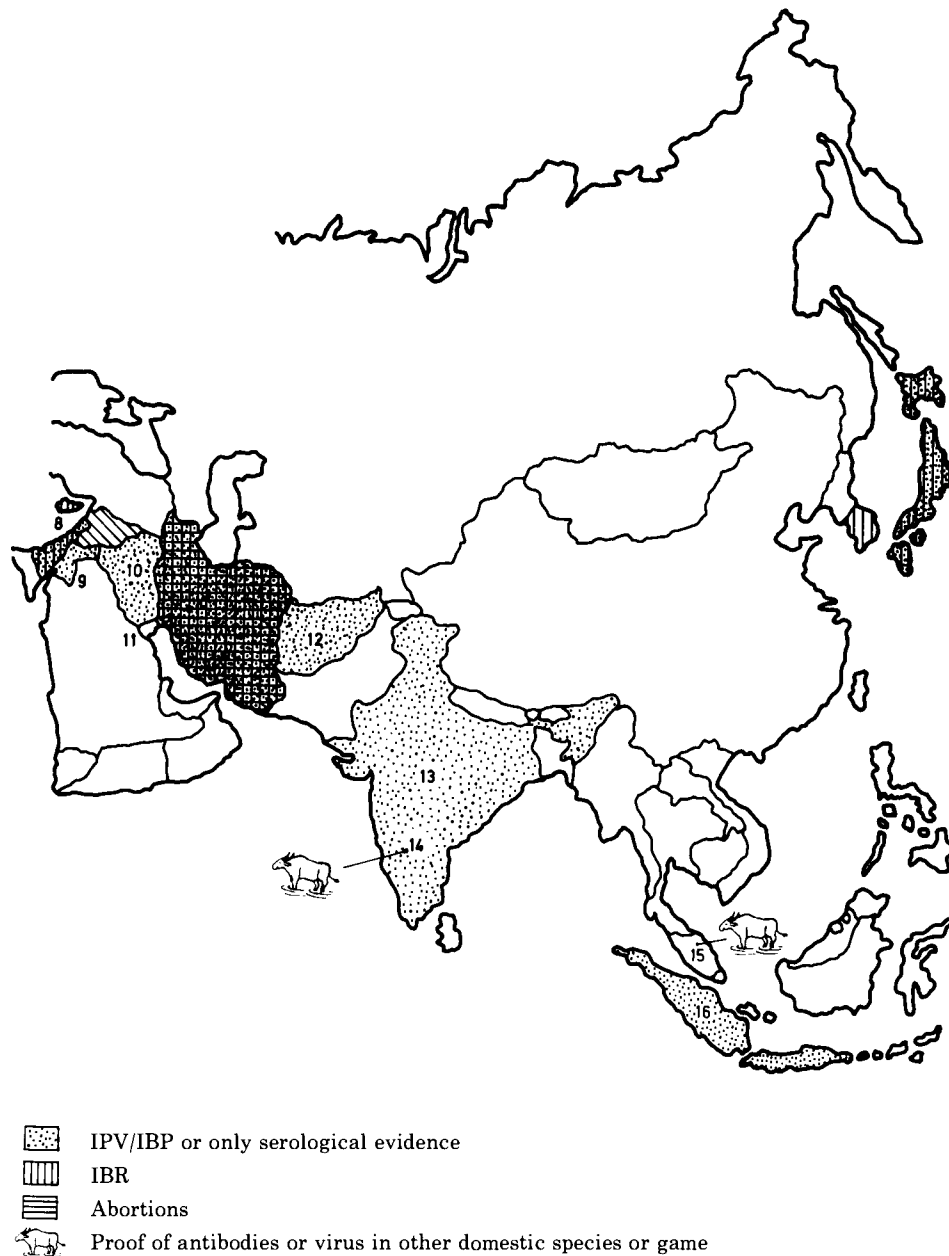 8
9
10
11
12
13
14
15
16
IPV/IBP or only serological evidence
IBR
Abortions
Proof of antibodies or virus in other domestic species or game